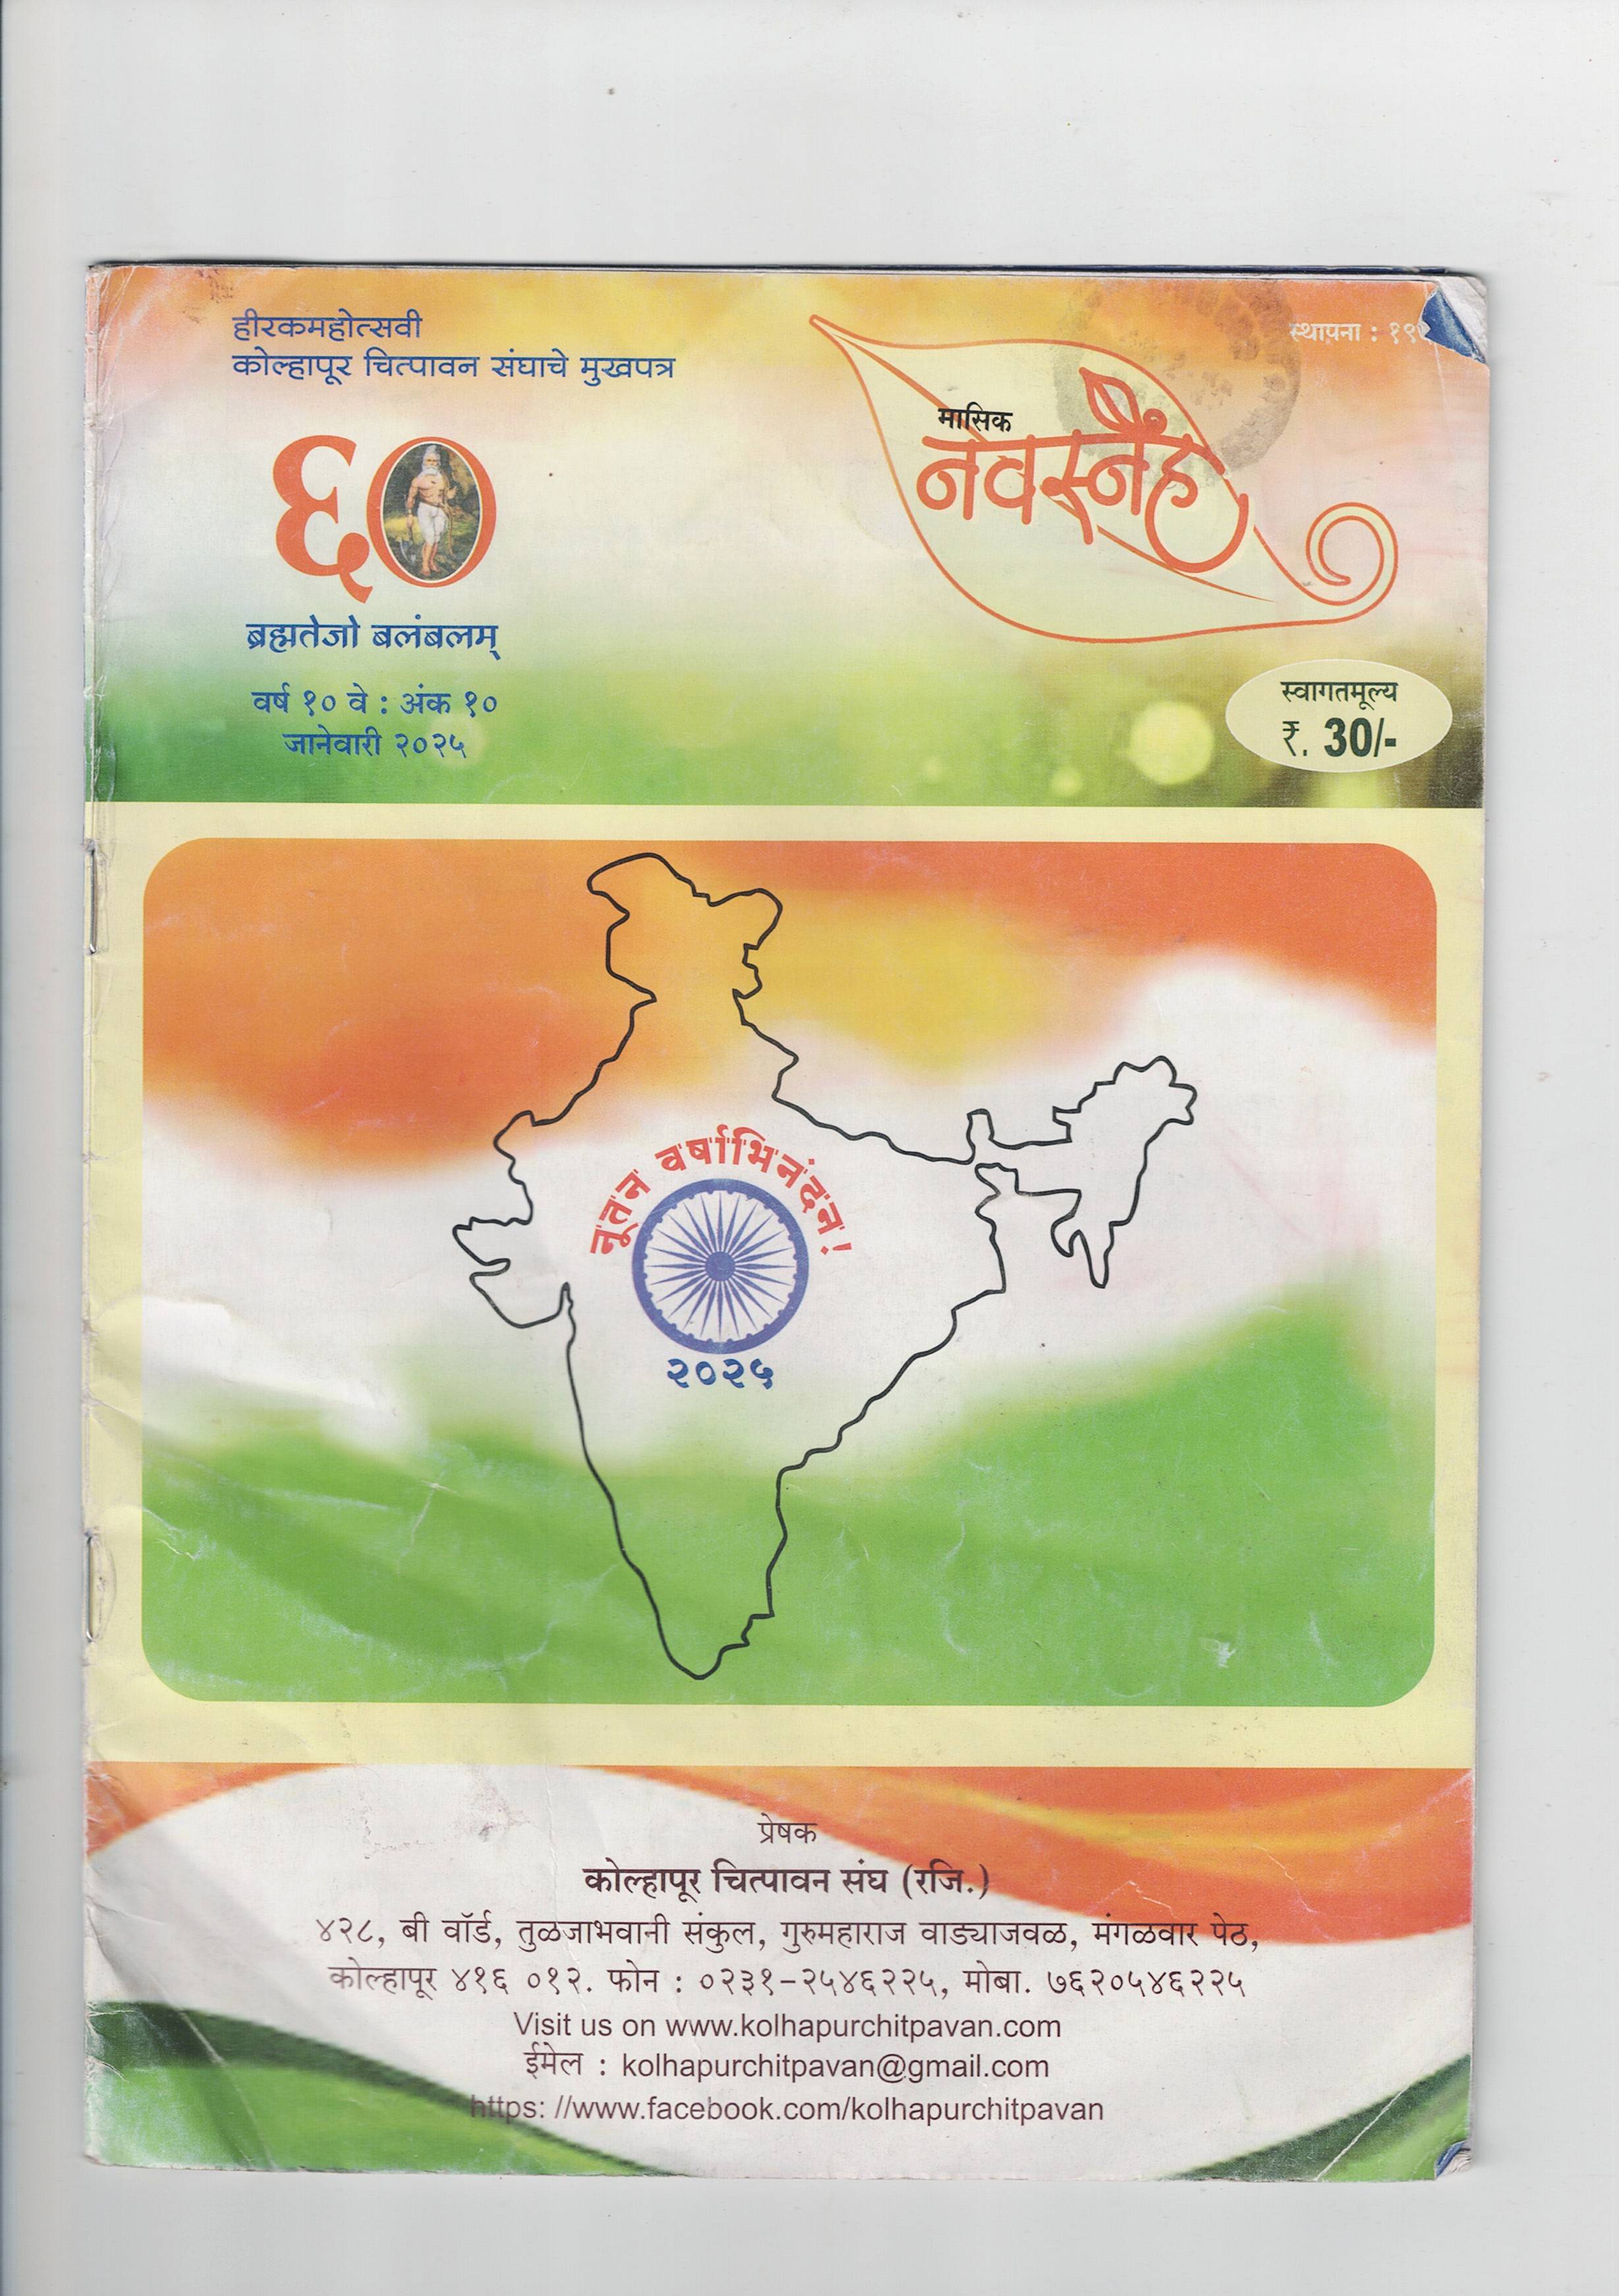 हीरकमहोत्सवी
कोल्हापूर चित्पावन संघाचे मुखपत्र
स्थापना :
मासिक
नवस्नेह
६०
ब्रह्मतेजो बलंबलम्
वर्ष १० वे : अंक १०
जानेवारी २०२५
स्वागतमूल्य
₹. 30/-
नूतन वर्षाभिनंदन!
२०२५
प्रेषक
कोल्हापूर चित्पावन संघ (रजि.)
४२८, बी वॉर्ड, तुळजाभवानी संकुल, गुरुमहाराज वाड्याजवळ, मंगळवार पेठ,
कोल्हापूर ४१६ ०१२. फोन : ०२३१-२५४६२२५, मोबा. ७६२०५४६२२५
Visit us on www.kolhapurchitpavan.com
ईमेल : kolhapurchitpavan@gmail.com
https: //www.facebook.com/kolhapurchitpavan